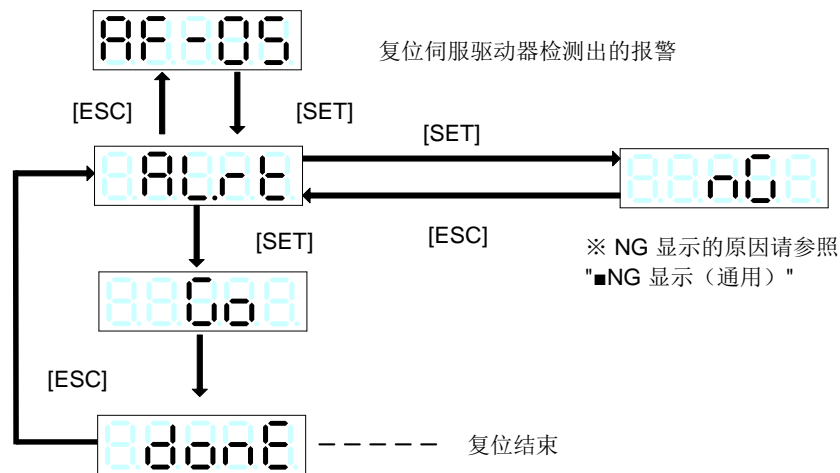 AF-05
复位伺服驱动器检测出的报警
[ESC]
[SET]
[SET]
ALrt
nG
[SET]
[ESC]
※ NG 显示的原因请参照
"■NG 显示（通用）"
Go
[ESC]
donE
复位结束